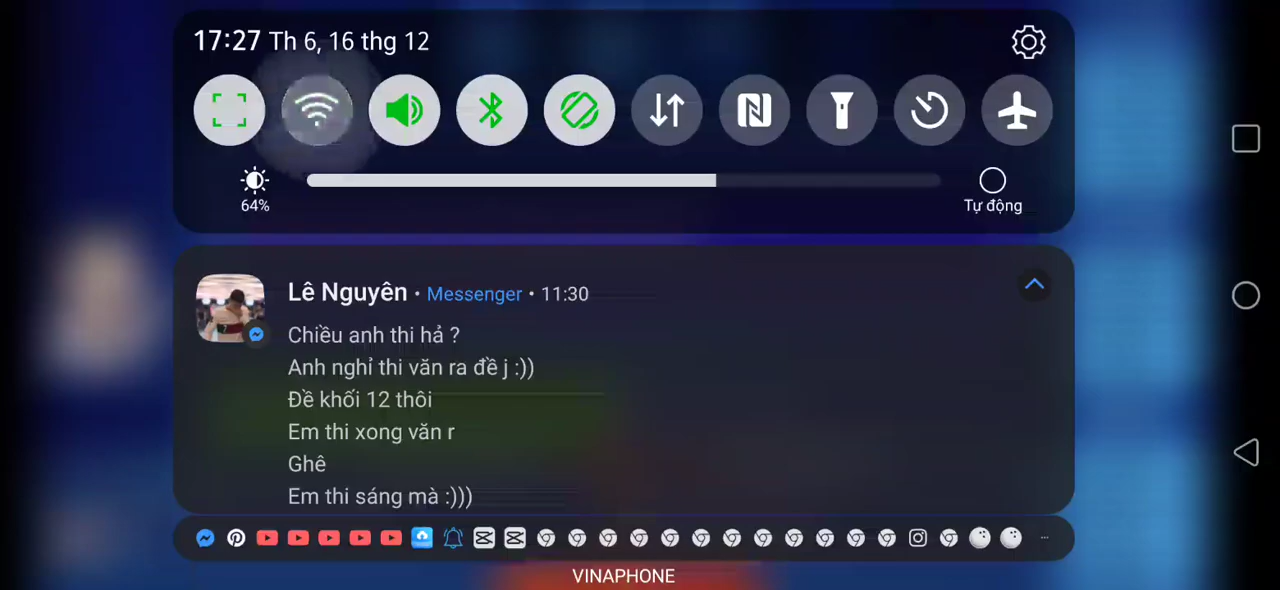 17:27 Th 6, 16 thg 12
64%
Tự động
Lê Nguyên • Messenger • 11:30
Chiều anh thi hả ?
Anh nghỉ thi văn ra đề j :))
Đề khối 12 thôi
Em thi xong văn r
Ghê
Em thi sáng mà :)))
VINAPHONE